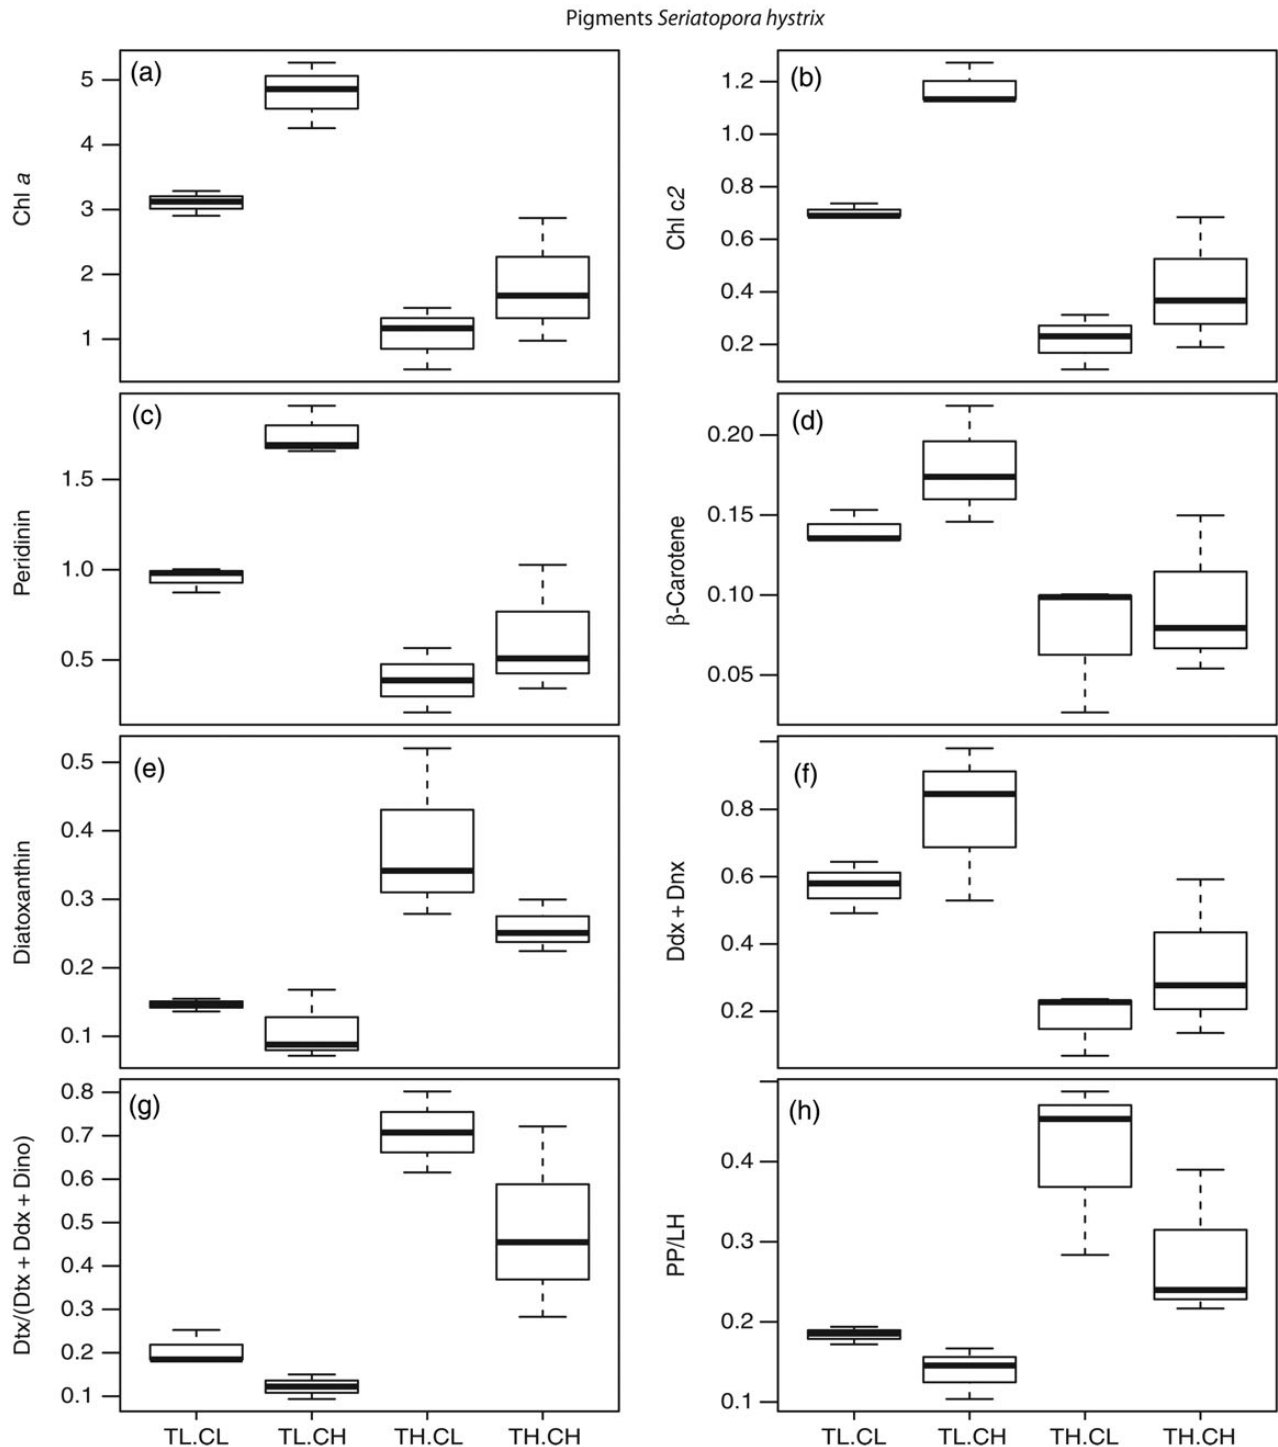 Pigments Seriatopora hystrix
(a)
Chl a
5
4
3
2
1
(b)
Chl c2
1.2
1.0
0.8
0.6
0.4
0.2
(c)
Peridinin
1.5
1.0
0.5
(d)
β-Carotene
0.20
0.15
0.10
0.05
(e)
Diatoxanthin
0.5
0.4
0.3
0.2
0.1
(f)
Ddx + Dnx
0.8
0.6
0.4
0.2
(g)
Dtx/(Dtx + Ddx + Dino)
0.8
0.7
0.6
0.5
0.4
0.3
0.2
0.1
(h)
PP/LH
0.4
0.3
0.2
0.1
TL.CL TL.CH TH.CL TH.CH
TL.CL TL.CH TH.CL TH.CH